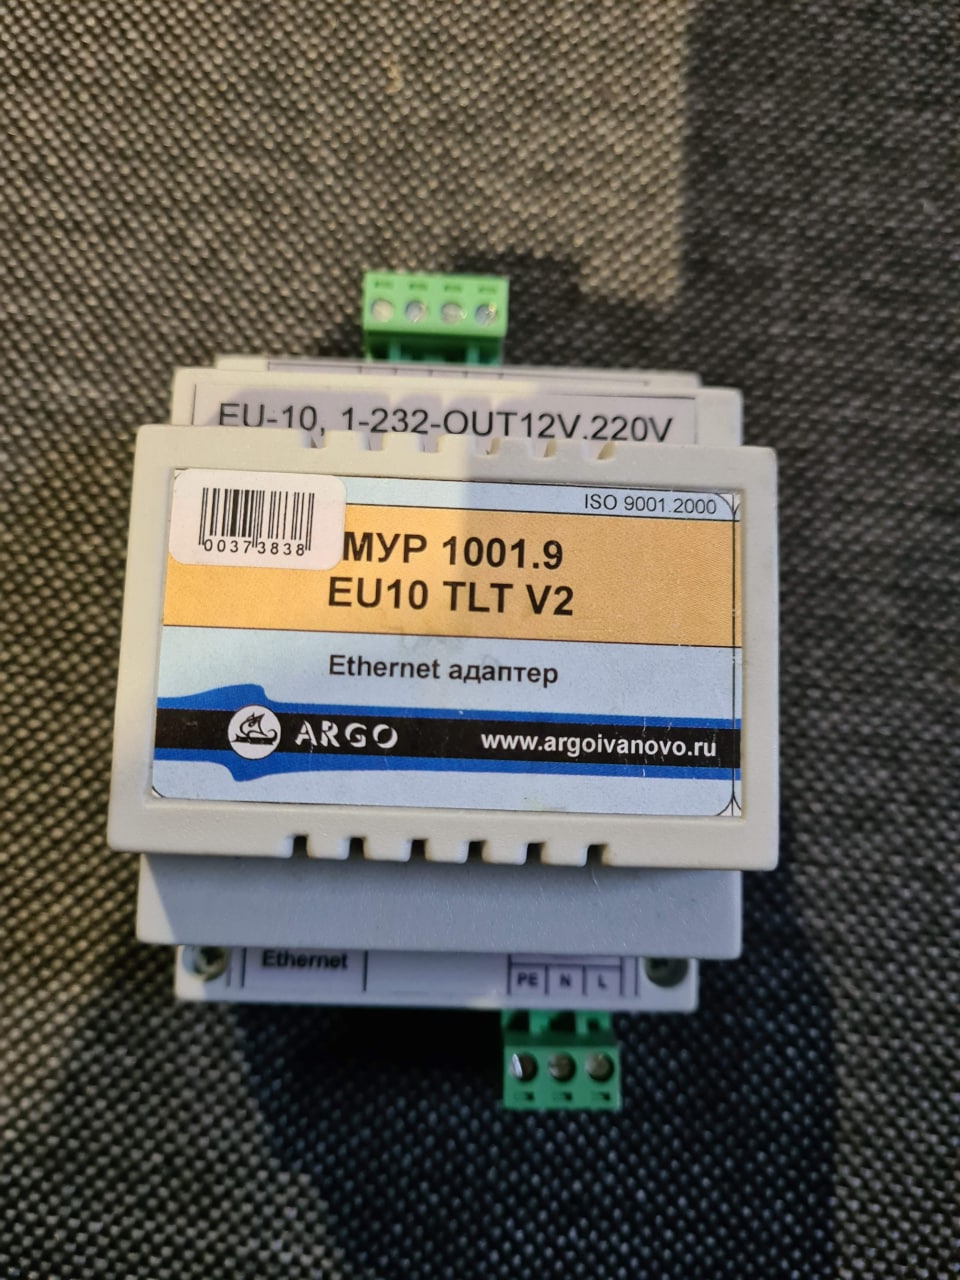 EU-10, 1-232-OUT12V,220V
ISO 9001:2000
00373838
МУР 1001.9
EU10 TLT V2
Ethernet адаптер
ARGO
www.argoivanovo.ru
Ethernet
PE N L